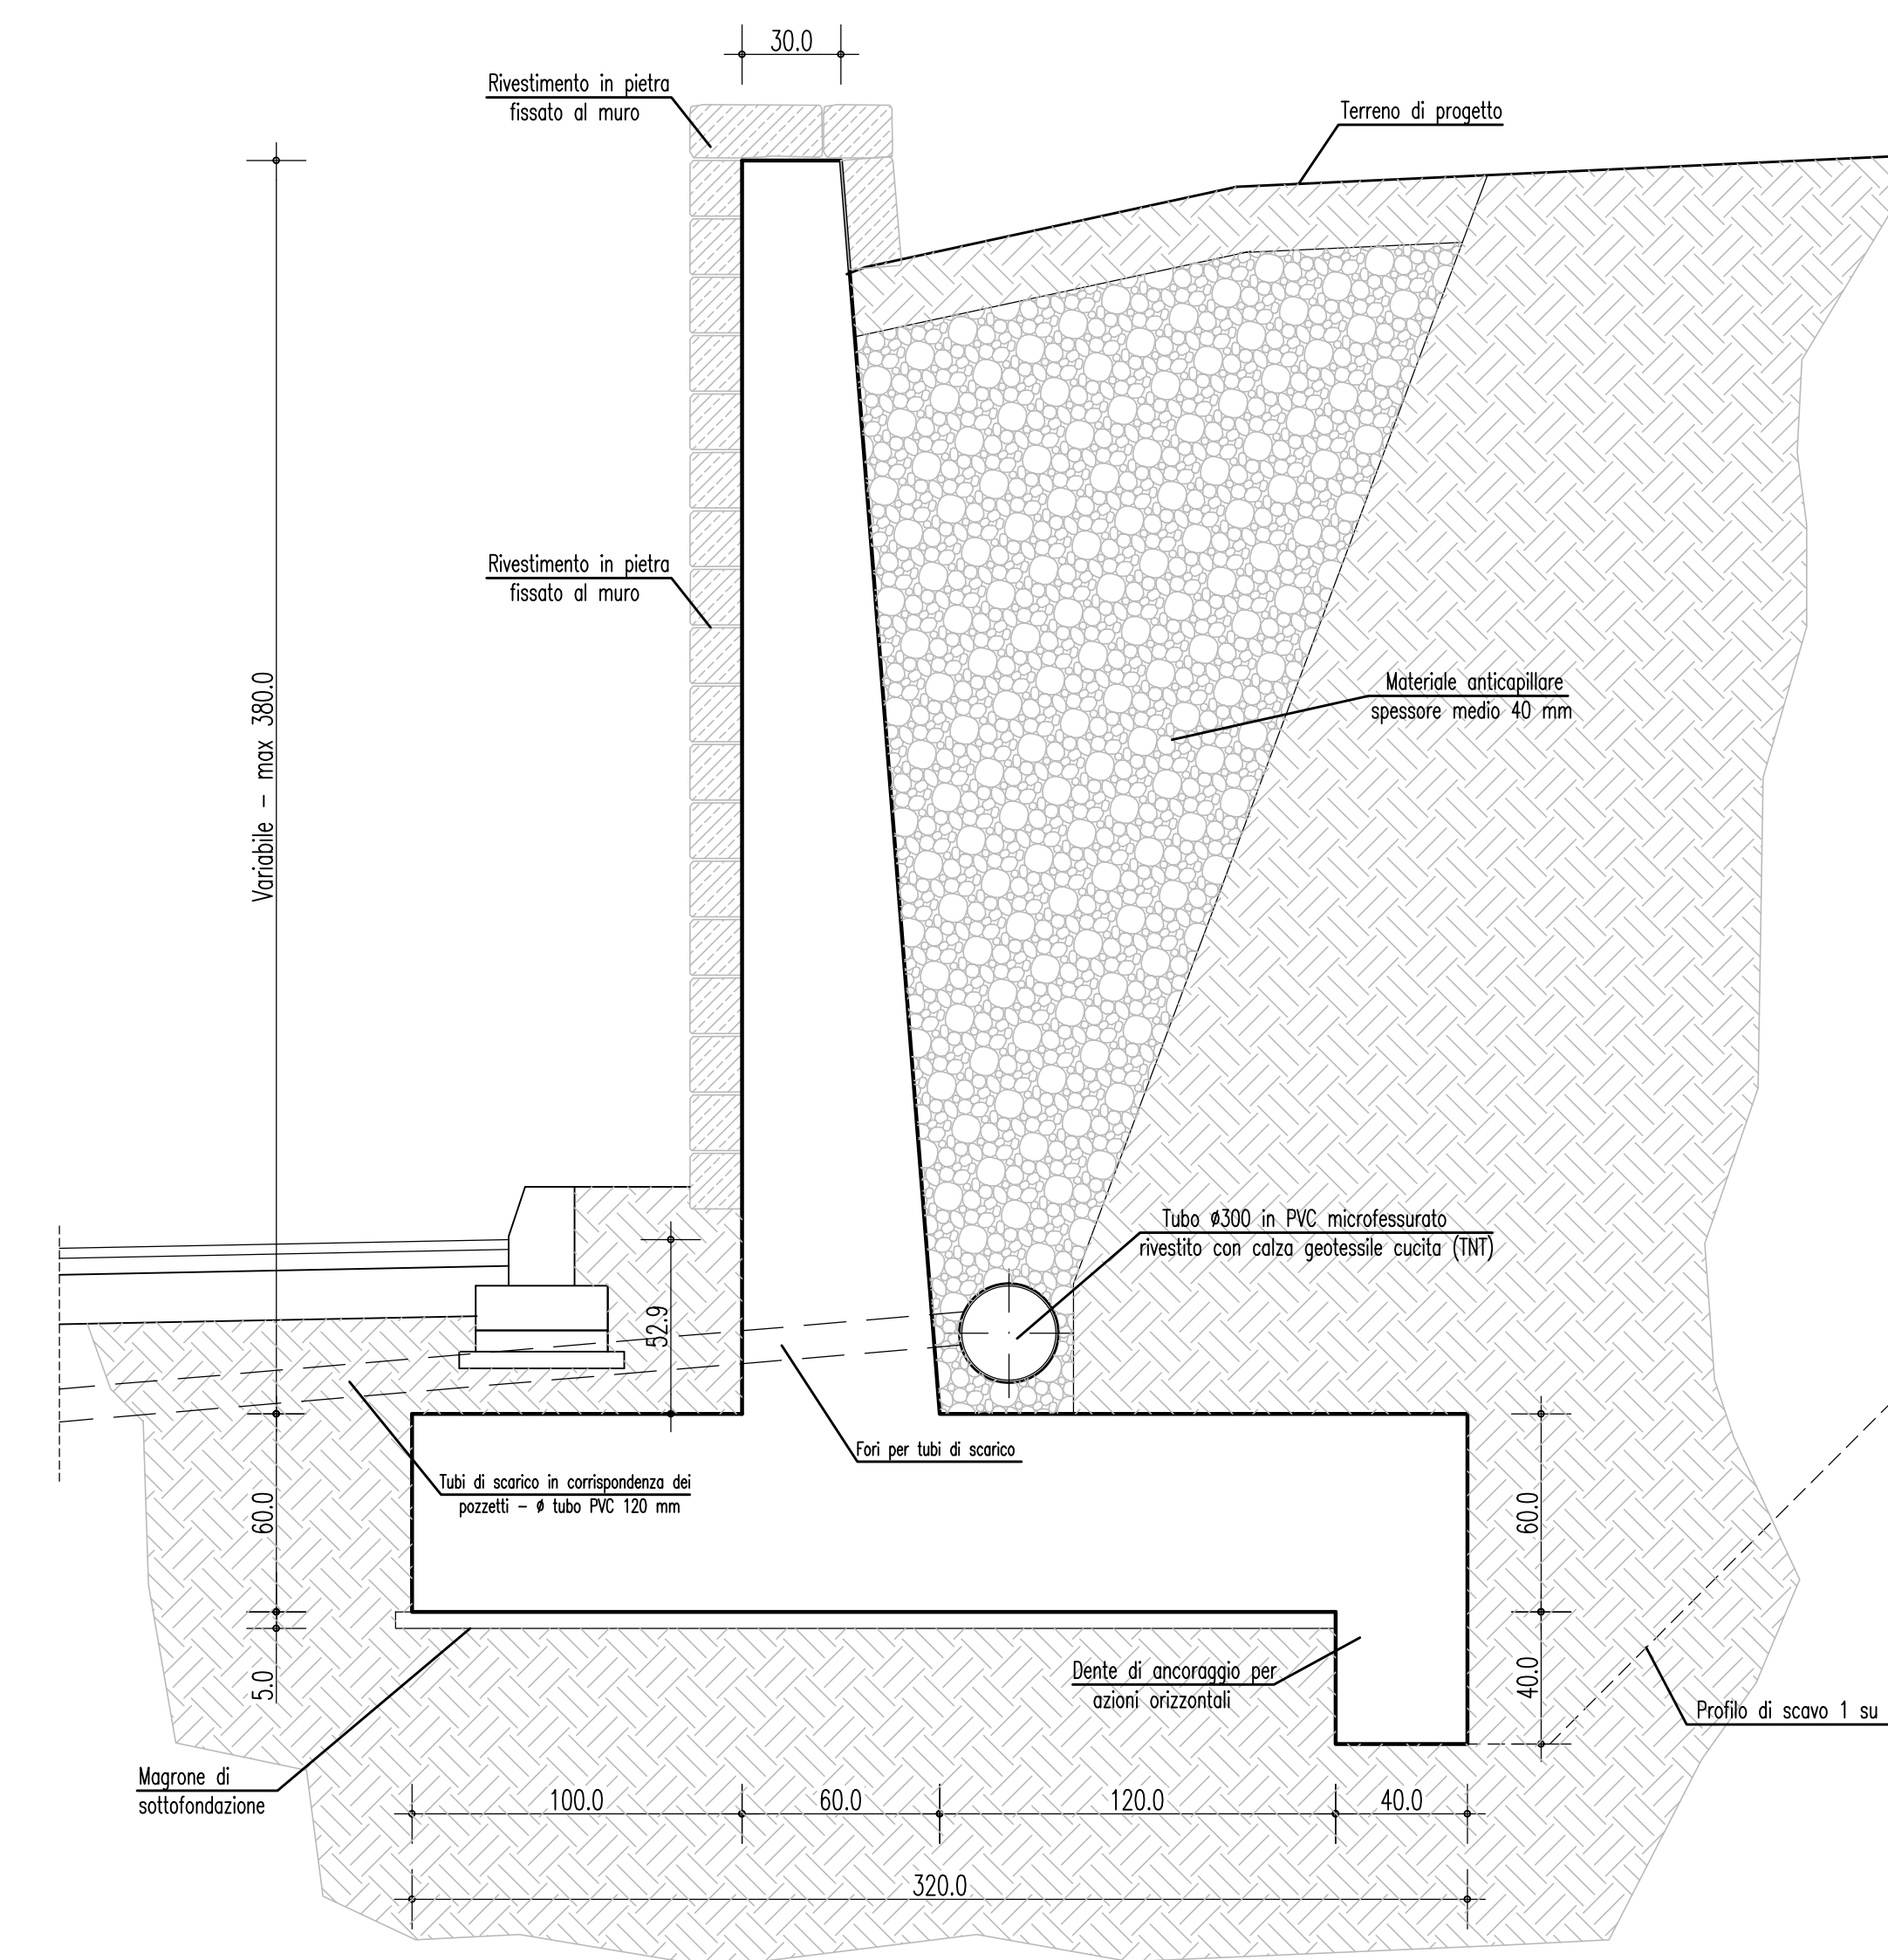 30.0
Rivestimento in pietra
fissato al muro
Terreno di progetto
Rivestimento in pietra
fissato al muro
Variabile - max 380.0
Materiale anticapillare
spessore medio 40 mm
Tubo Ø300 in PVC microfessurato
rivestito con calza geotessile cucita (TNT)
52.9
Fori per tubi di scarico
Tubi di scarico in corrispondenza dei
pozzetti - ø tubo PVC 120 mm
60.0
60.0
5.0
40.0
Dente di ancoraggio per
azioni orizzontali
Profilo di scavo 1 su
Magrone di
sottofondazione
100.0 60.0 120.0 40.0
320.0